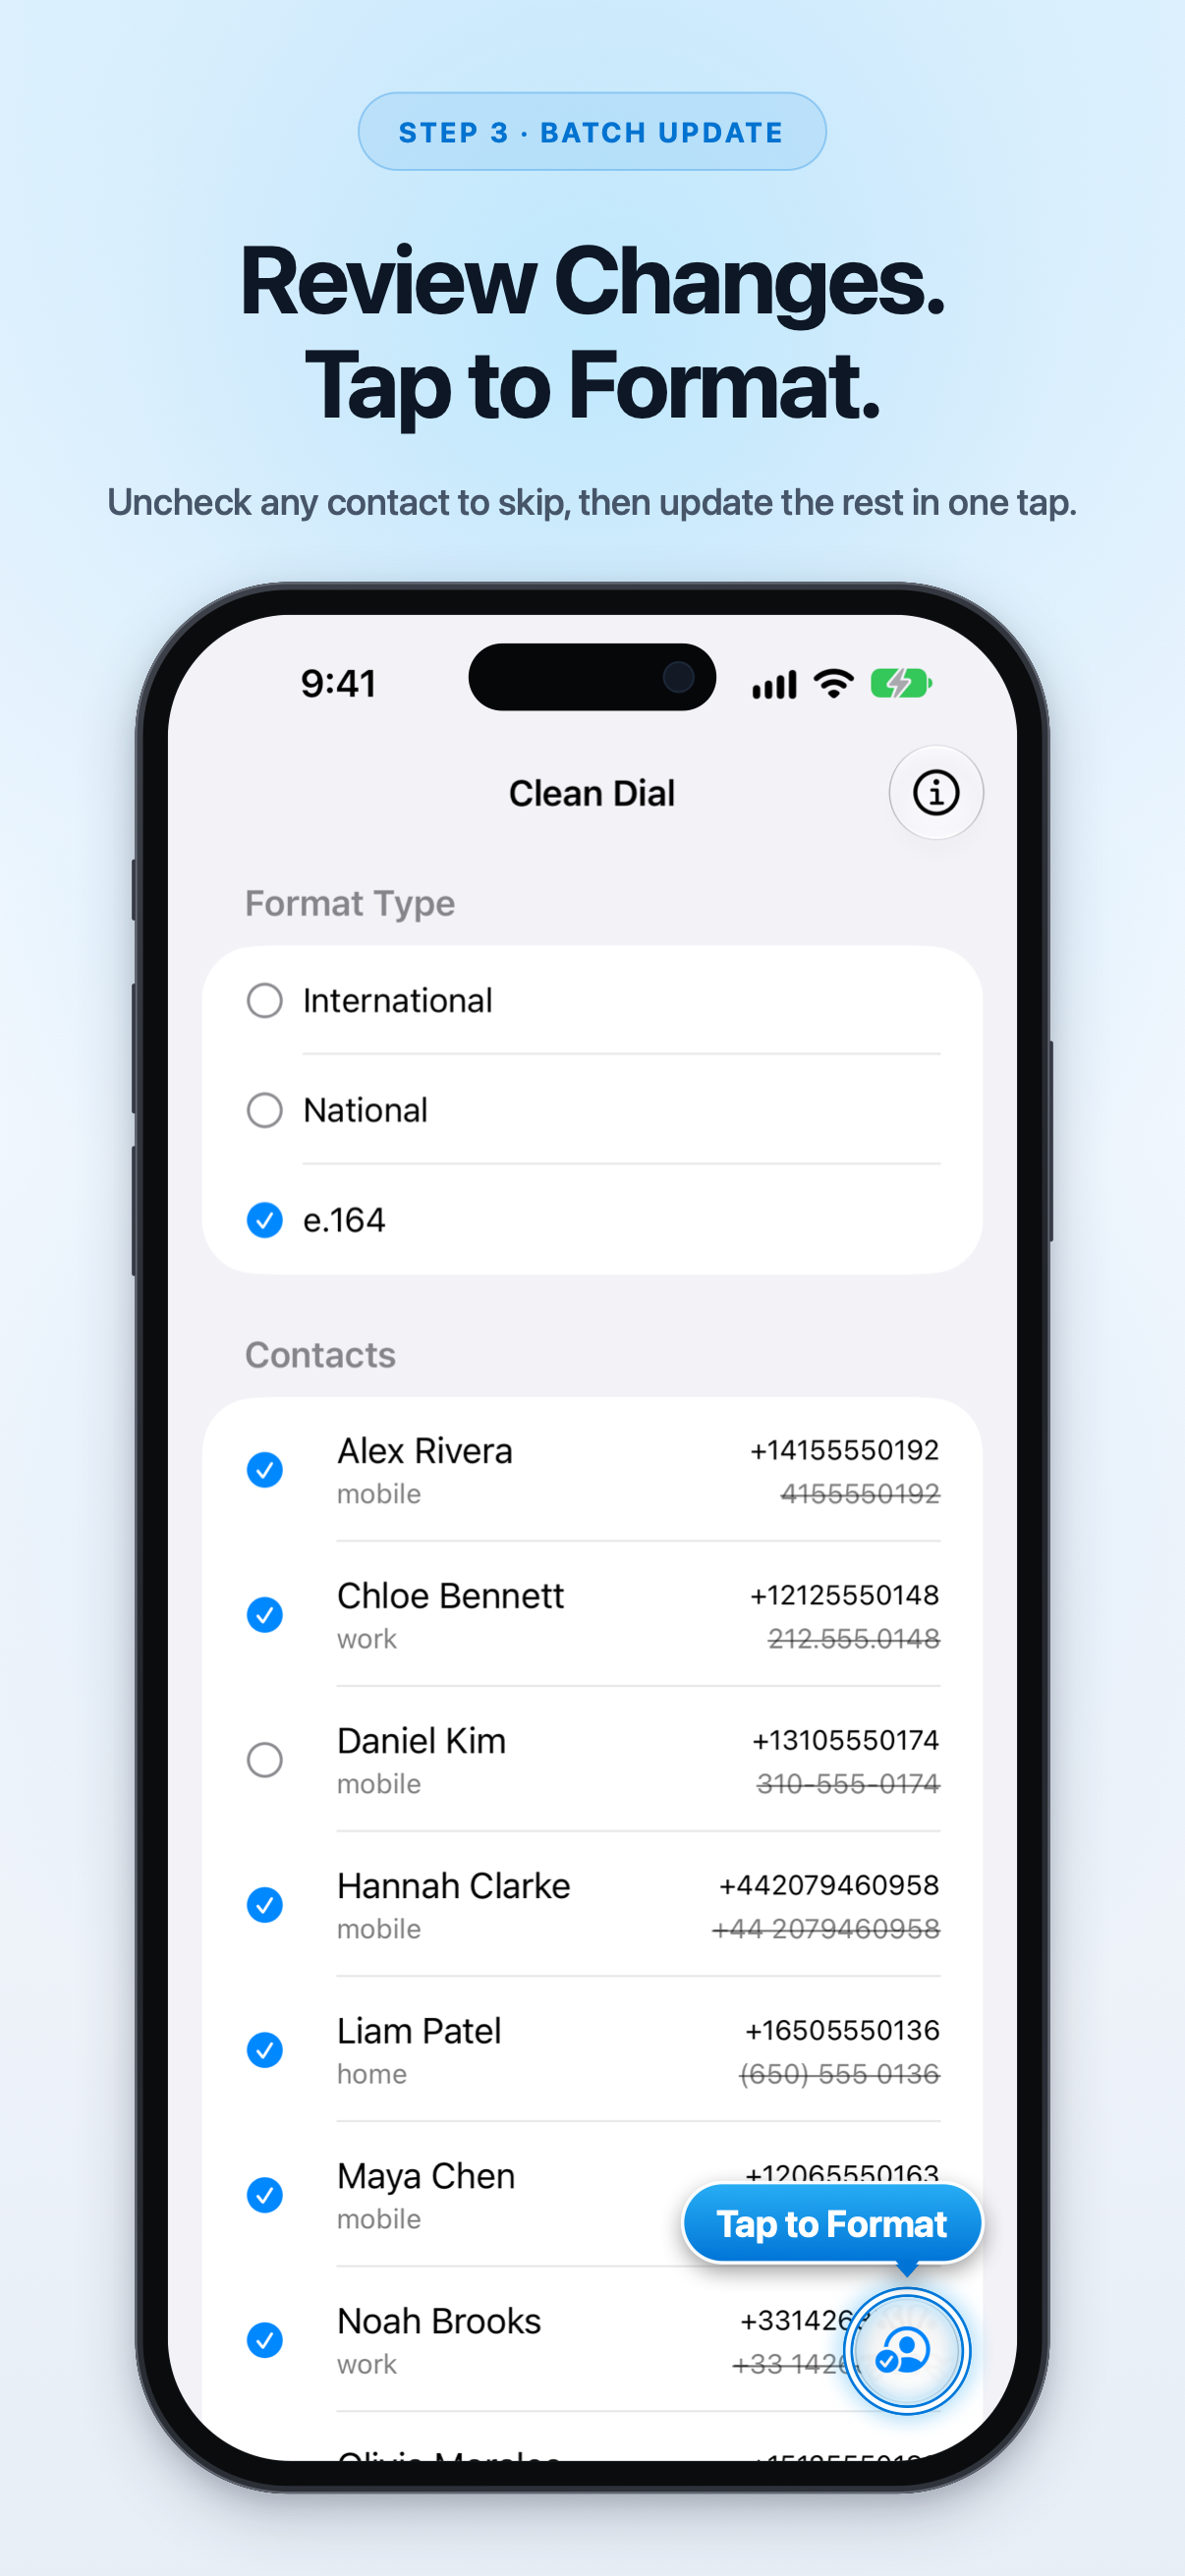 STEP 3 · BATCH UPDATE
Review Changes.
Tap to Format.
Uncheck any contact to skip, then update the rest in one tap.
9:41
Clean Dial
Format Type
International
National
e.164
Contacts
Alex Rivera
+14155550192
mobile
4155550192
Chloe Bennett
+12125550148
work
212.555.0148
Daniel Kim
+13105550174
mobile
310-555-0174
Hannah Clarke
+442079460958
mobile
+44 2079460958
Liam Patel
+16505550136
home
(650) 555 0136
Maya Chen
+12065550163
mobile
Tap to Format
Noah Brooks
work
+33